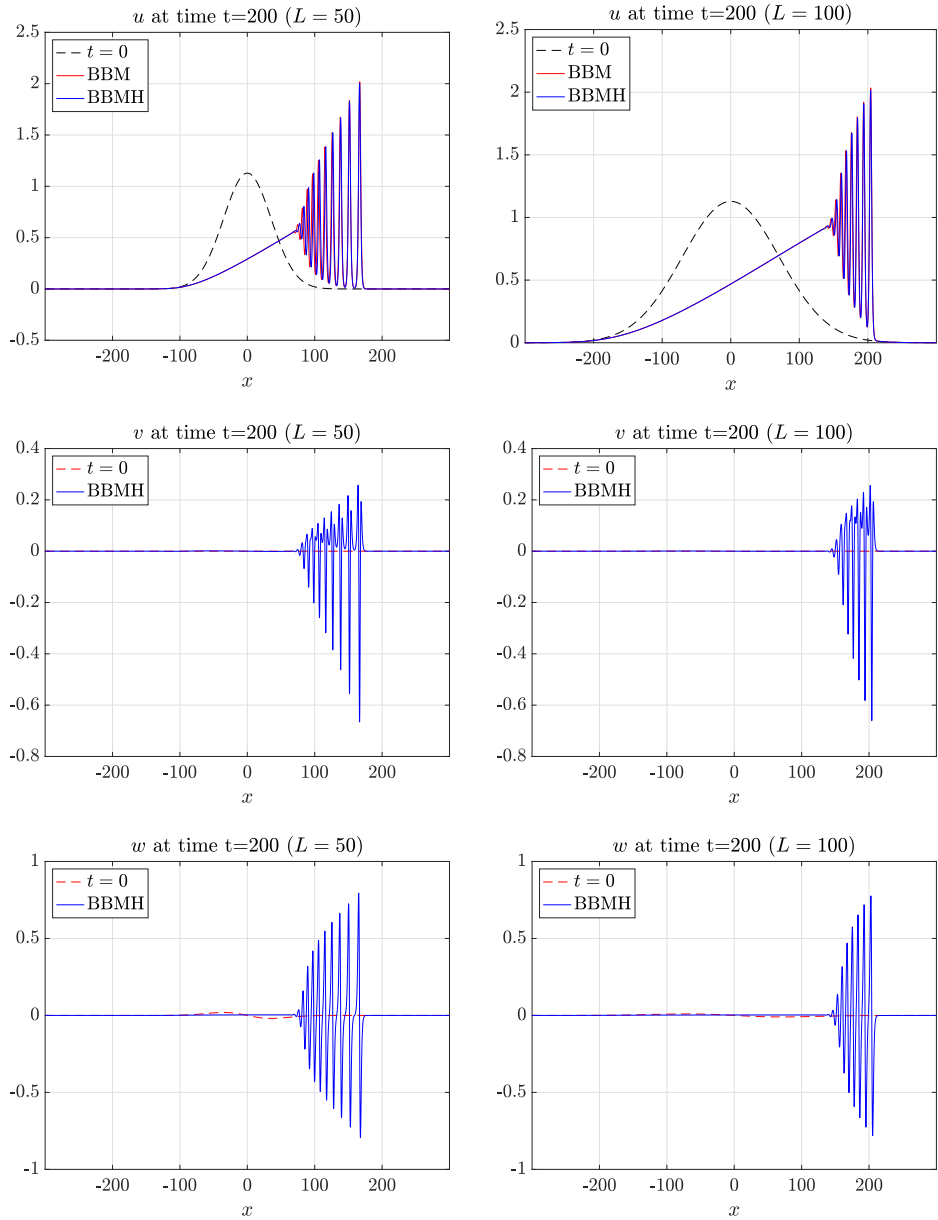 u at time t=200 (L = 50)
2.5
2
1.5
1
0.5
0
-0.5
t = 0
BBM
BBMH
-200
-100
0
100
200
x
u at time t=200 (L = 100)
2.5
2
1.5
1
0.5
0
t = 0
BBM
BBMH
-200
-100
0
100
200
x
v at time t=200 (L = 50)
0.4
0.2
0
-0.2
-0.4
-0.6
-0.8
t = 0
BBMH
-200
-100
0
100
200
x
v at time t=200 (L = 100)
0.4
0.2
0
-0.2
-0.4
-0.6
-0.8
t = 0
BBMH
-200
-100
0
100
200
x
w at time t=200 (L = 50)
1
0.5
0
-0.5
-1
t = 0
BBMH
-200
-100
0
100
200
x
w at time t=200 (L = 100)
1
0.5
0
-0.5
-1
t = 0
BBMH
-200
-100
0
100
200
x